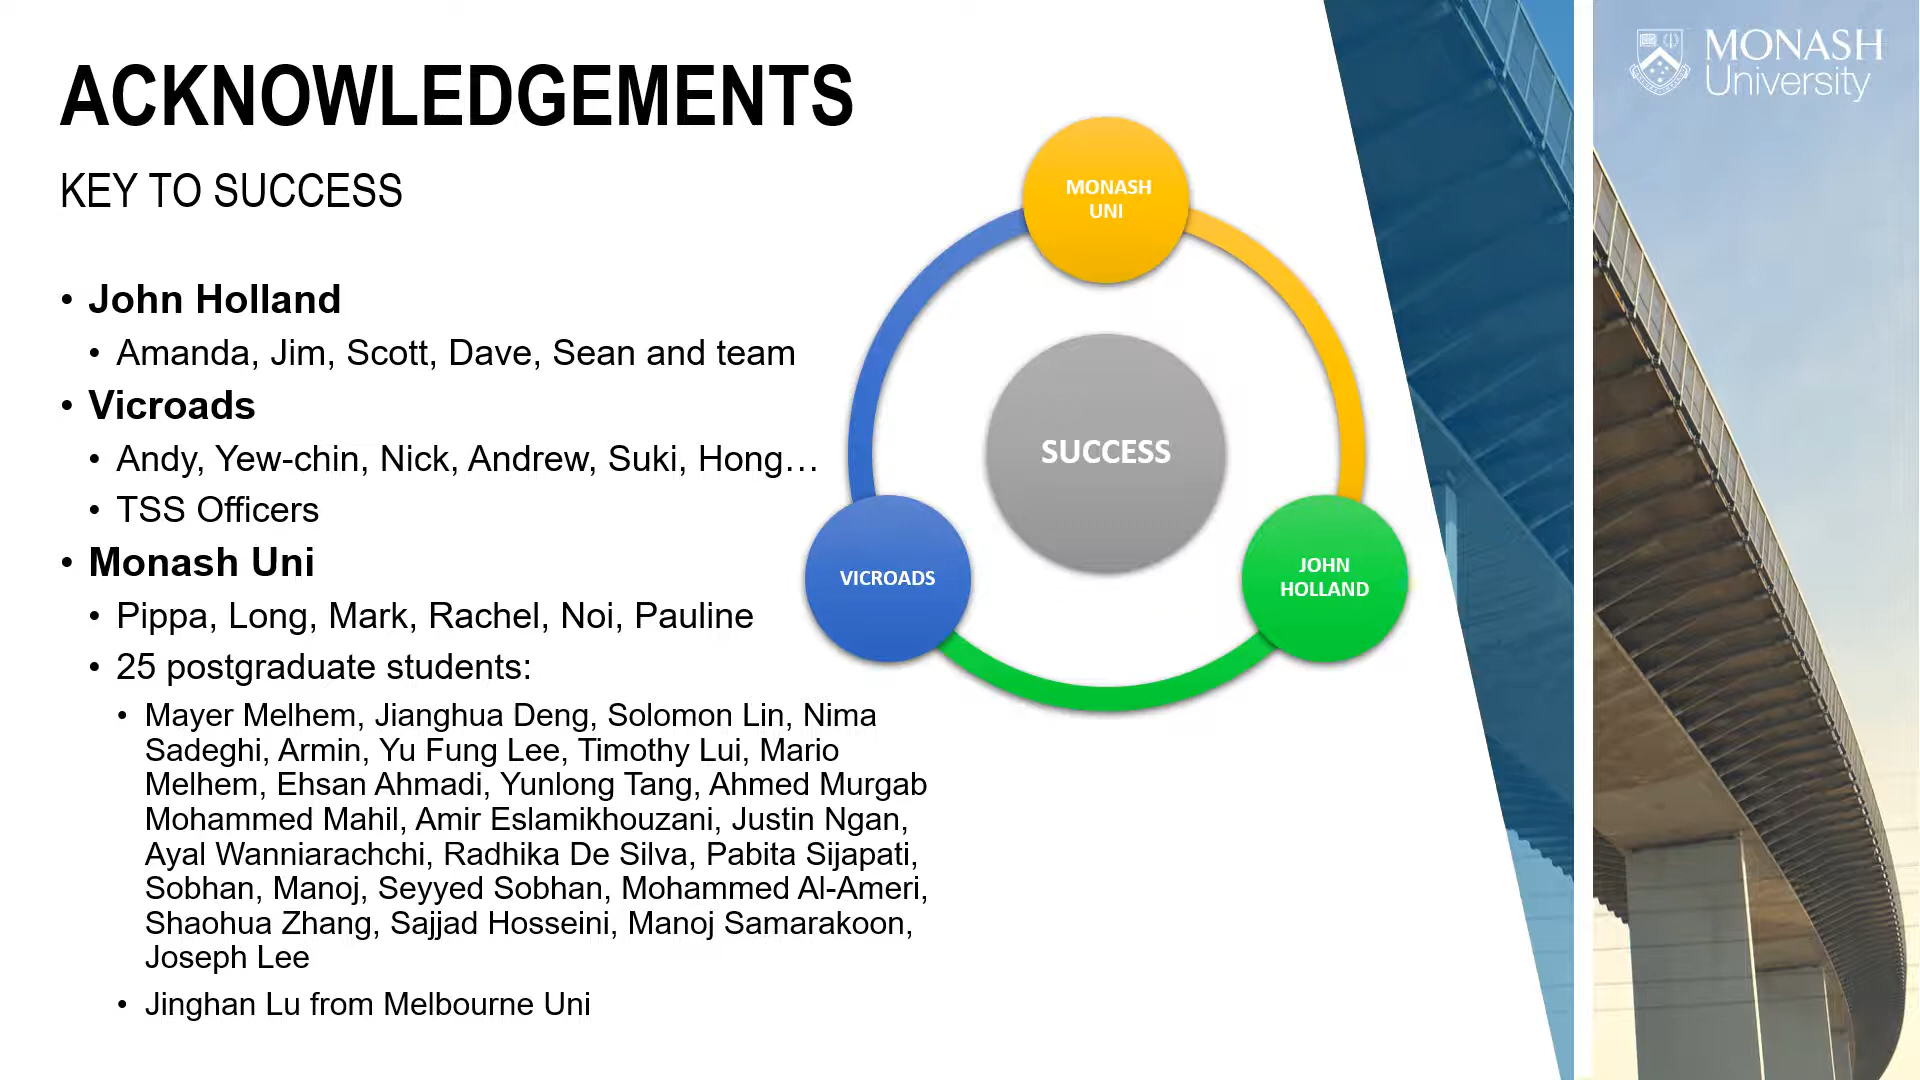 ACKNOWLEDGEMENTS
KEY TO SUCCESS
• John Holland
• Amanda, Jim, Scott, Dave, Sean and team
• Vicroads
• Andy, Yew-chin, Nick, Andrew, Suki, Hong…
• TSS Officers
• Monash Uni
• Pippa, Long, Mark, Rachel, Noi, Pauline
• 25 postgraduate students:
• Mayer Melhem, Jianghua Deng, Solomon Lin, Nima
Sadeghi, Armin, Yu Fung Lee, Timothy Lui, Mario
Melhem, Ehsan Ahmadi, Yunlong Tang, Ahmed Murgab
Mohammed Mahil, Amir Eslamikhouzani, Justin Ngan,
Ayal Wanniarachchi, Radhika De Silva, Pabita Sijapati,
Sobhan, Manoj, Seyyed Sobhan, Mohammed Al-Ameri,
Shaohua Zhang, Sajjad Hosseini, Manoj Samarakoon,
Joseph Lee
• Jinghan Lu from Melbourne Uni
MONASH
UNI
SUCCESS
VICROADS
JOHN
HOLLAND
MONASH
University